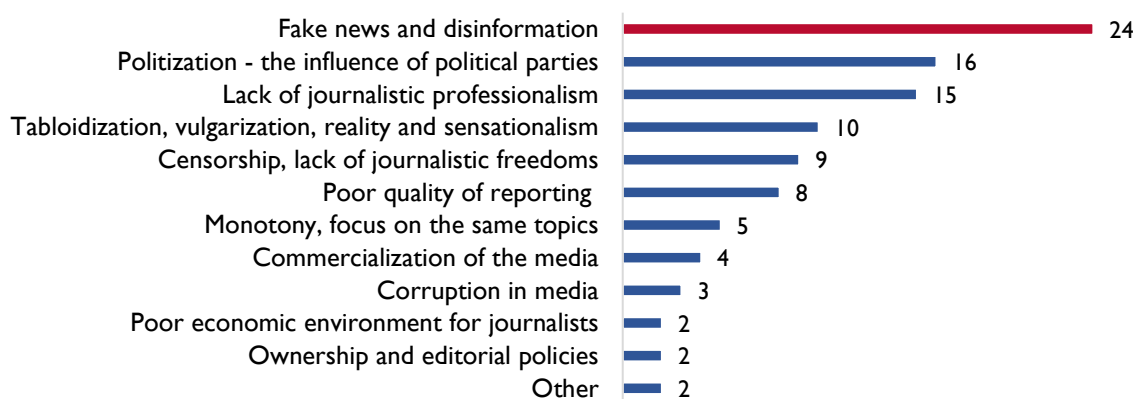 Fake news and disinformation 24
Politization - the influence of political parties 16
Lack of journalistic professionalism 15
Tabloidization, vulgarization, reality and sensationalism 10
Censorship, lack of journalistic freedoms 9
Poor quality of reporting 8
Monotony, focus on the same topics 5
Commercialization of the media 4
Corruption in media 3
Poor economic environment for journalists 2
Ownership and editorial policies 2
Other 2